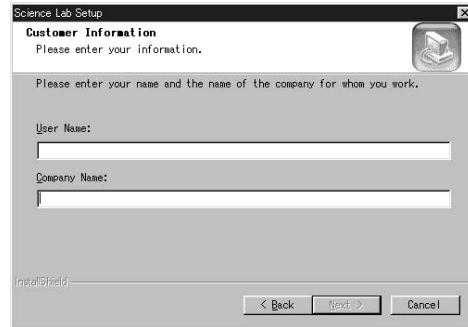 Science Lab Setup
Customer Information
Please enter your information.
Please enter your name and the name of the company for whom you work.
User Name:
Company Name:
InstallShield
< Back
Next >
Cancel